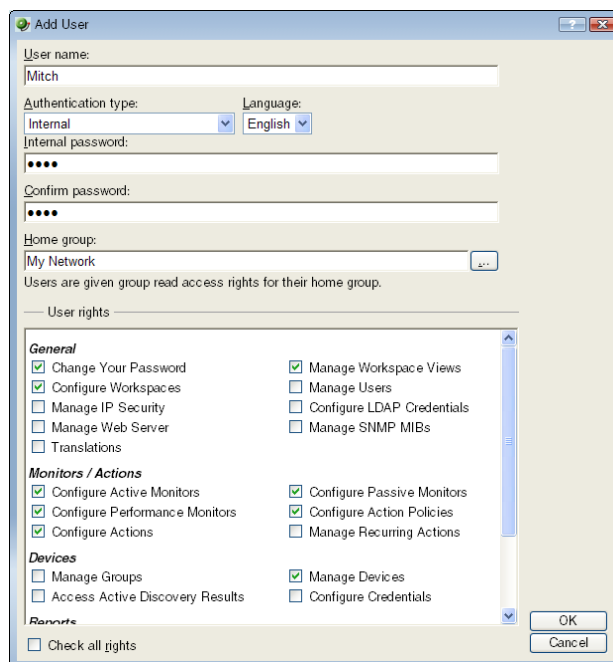 Add User
User name:
Mitch
Authentication type: Language:
Internal English
Internal password:
••••
Confirm password:
••••
Home group:
My Network ...
Users are given group read access rights for their home group.
User rights
General
Change Your Password Manage Workspace Views
Configure Workspaces Manage Users
Manage IP Security Configure LDAP Credentials
Manage Web Server Manage SNMP MIBs
Translations
Monitors / Actions
Configure Active Monitors Configure Passive Monitors
Configure Performance Monitors Configure Action Policies
Configure Actions Manage Recurring Actions
Devices
Manage Groups Manage Devices
Access Active Discovery Results Configure Credentials
Reports
OK
Check all rights Cancel